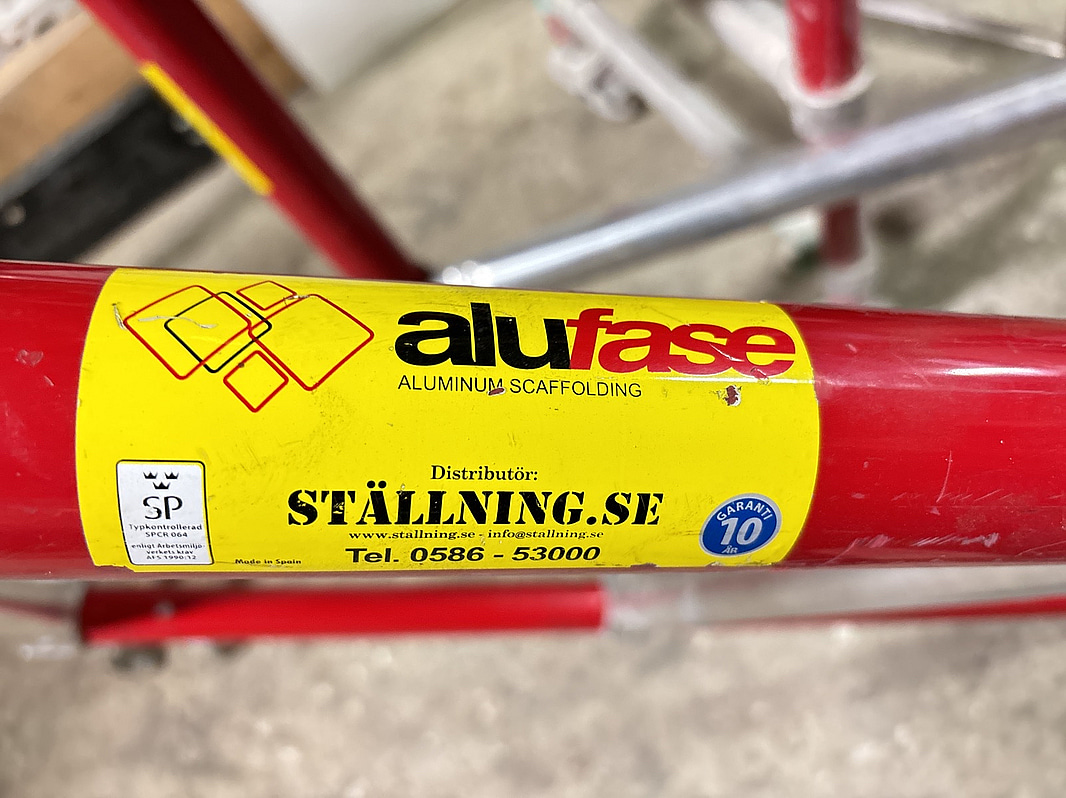 alufase
ALUMINUM SCAFFOLDING
Distributör:
STÄLLNING.SE
www.stallning.se - info@stallning.se
Tel. 0586 - 53000
SP
Typkontrollerad
SPCR 064
enligt Arbetsmiljö-
verkets krav
AFS 1990:12
Made in Spain
GARANTI
10
ÅR